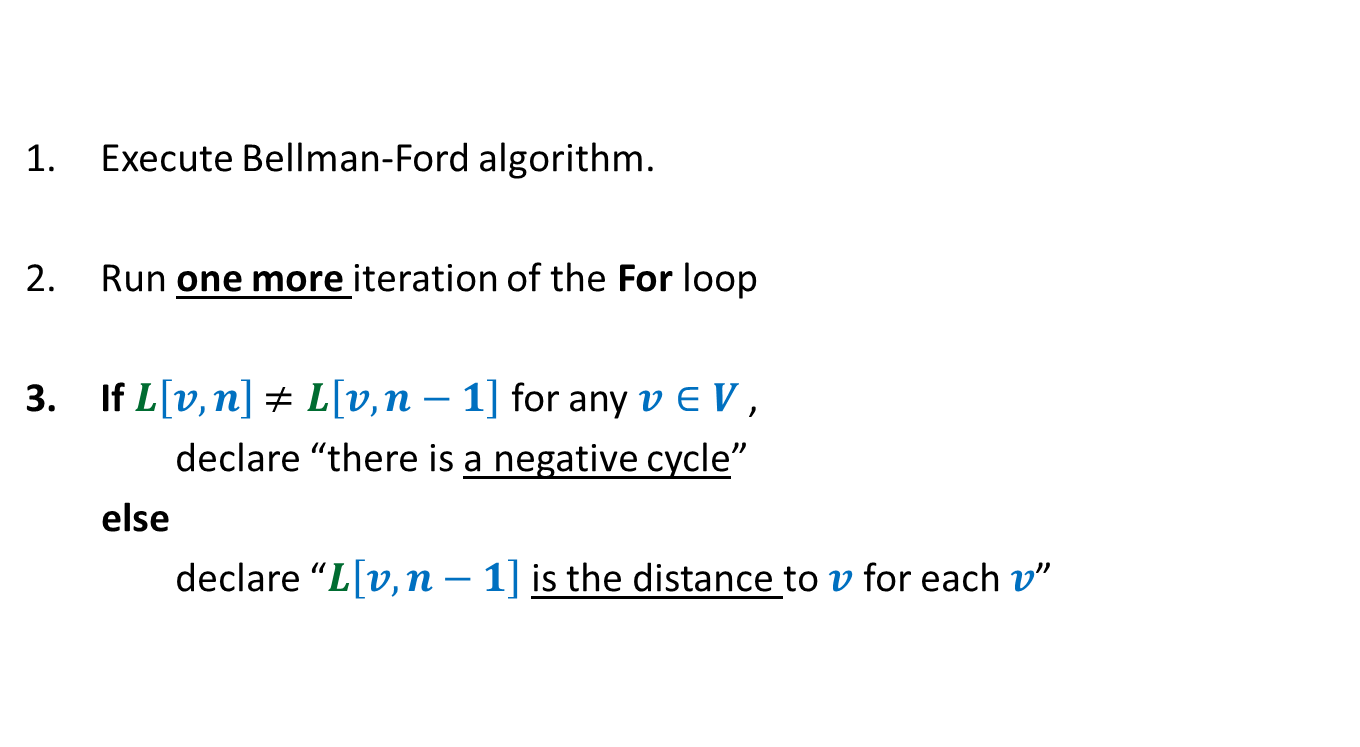 1. Execute Bellman-Ford algorithm.
2. Run one more iteration of the For loop
3. If L[v, n] ≠ L[v, n − 1] for any v ∈ V ,
declare “there is a negative cycle”
else
declare “L[v, n − 1] is the distance to v for each v”